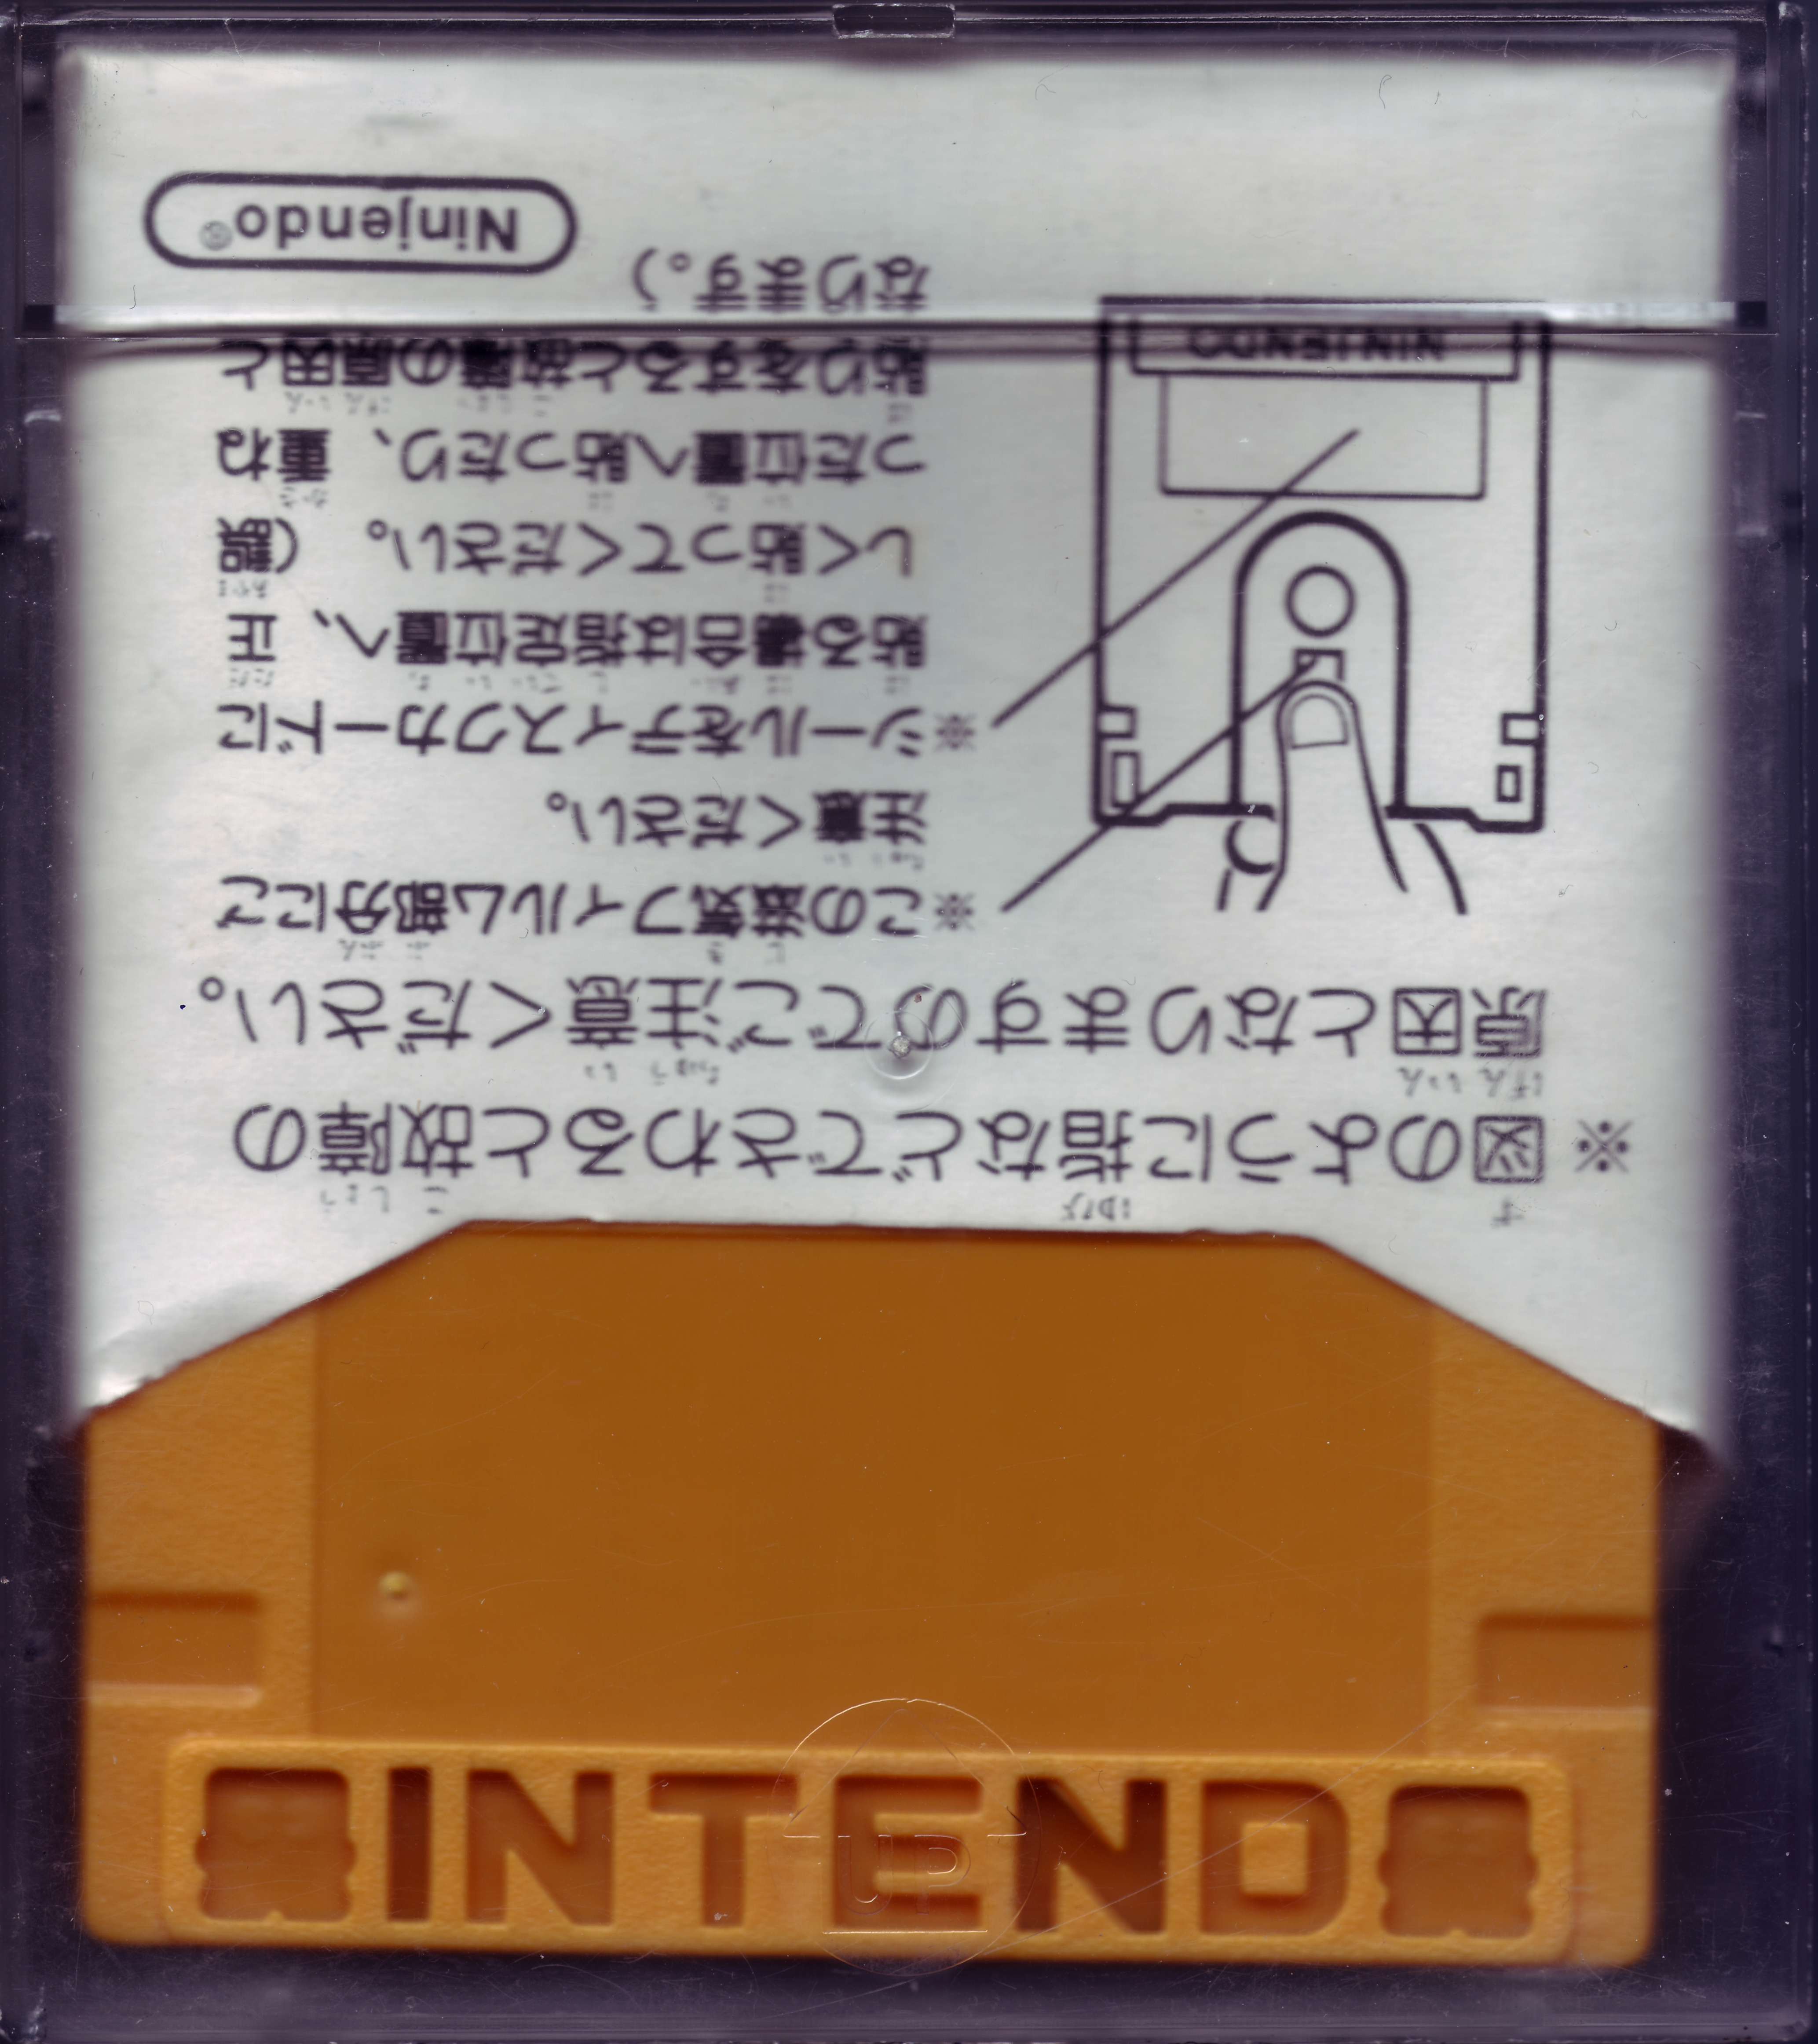 ※図のように指などでさわると故障の
原因となりますのでご注意ください。
※この磁気フィルム部分にご
注意ください。
※シールをディスクカードに
貼る場合は指定位置へ、正
しく貼ってください。(誤
った位置へ貼ったり、重ね
貼りをすると故障の原因と
なります。)
NINJENDO
Ninjendo®
INTEND
UP